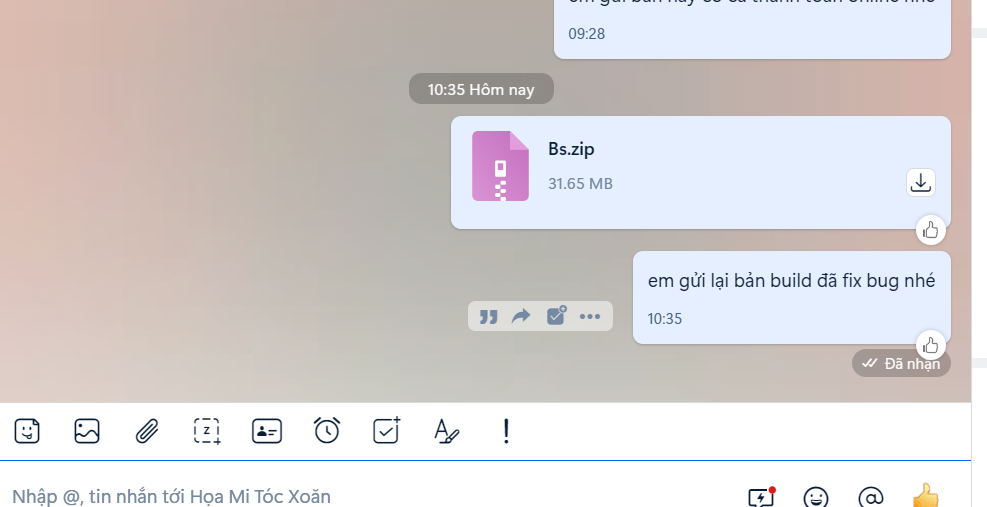 09:28
10:35 Hôm nay
Bs.zip
31.65 MB
em gửi lại bản build đã fix bug nhé
10:35
Đã nhận
Nhập @, tin nhắn tới Họa Mi Tóc Xoăn